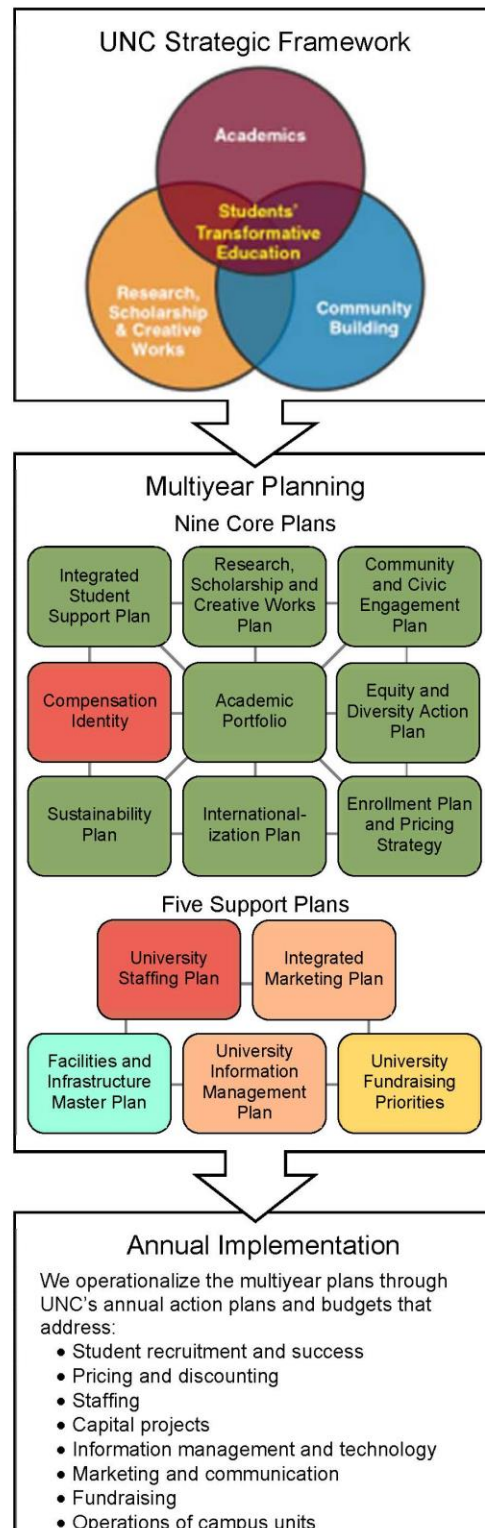 UNC Strategic Framework
Academics
Students'
Transformative
Education
Research,
Scholarship
& Creative
Works
Community
Building
Multiyear Planning
Nine Core Plans
Integrated
Student
Support Plan
Research,
Scholarship and
Creative Works
Plan
Community
and Civic
Engagement
Plan
Compensation
Identity
Academic
Portfolio
Equity and
Diversity Action
Plan
Sustainability
Plan
International-
ization Plan
Enrollment Plan
and Pricing
Strategy
Five Support Plans
University
Staffing Plan
Integrated
Marketing Plan
Facilities and
Infrastructure
Master Plan
University
Information
Management
Plan
University
Fundraising
Priorities
Annual Implementation
We operationalize the multiyear plans through
UNC's annual action plans and budgets that
address:
• Student recruitment and success
• Pricing and discounting
• Staffing
• Capital projects
• Information management and technology
• Marketing and communication
• Fundraising
• Operations of campus units